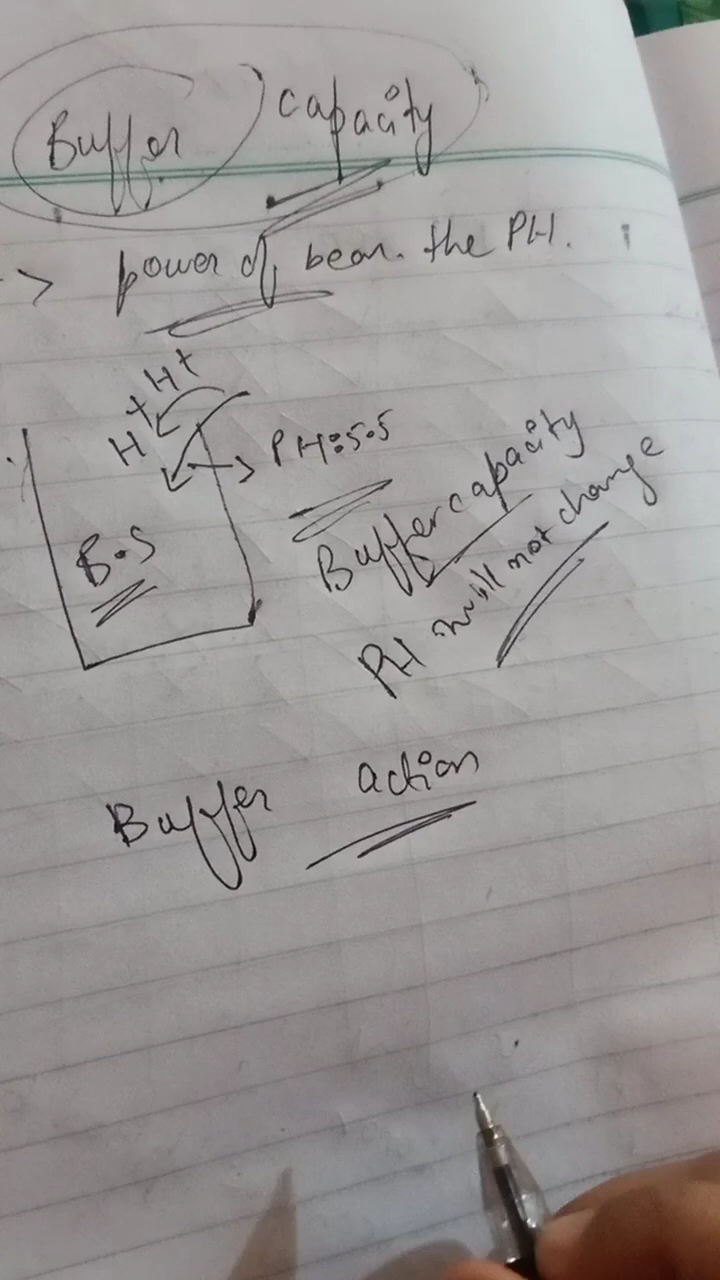 Buffer capacity
-> power of bear. the PH.
H+ H+
PH:5.5
B.S
Buffer capacity
PH will not change
Buffer action